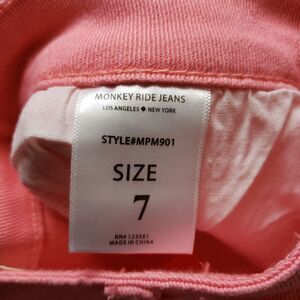 MONKEY RIDE JEANS
LOS ANGELES ◆ NEW YORK
STYLE#MPM901
SIZE
7
RN# 123561
MADE IN CHINA